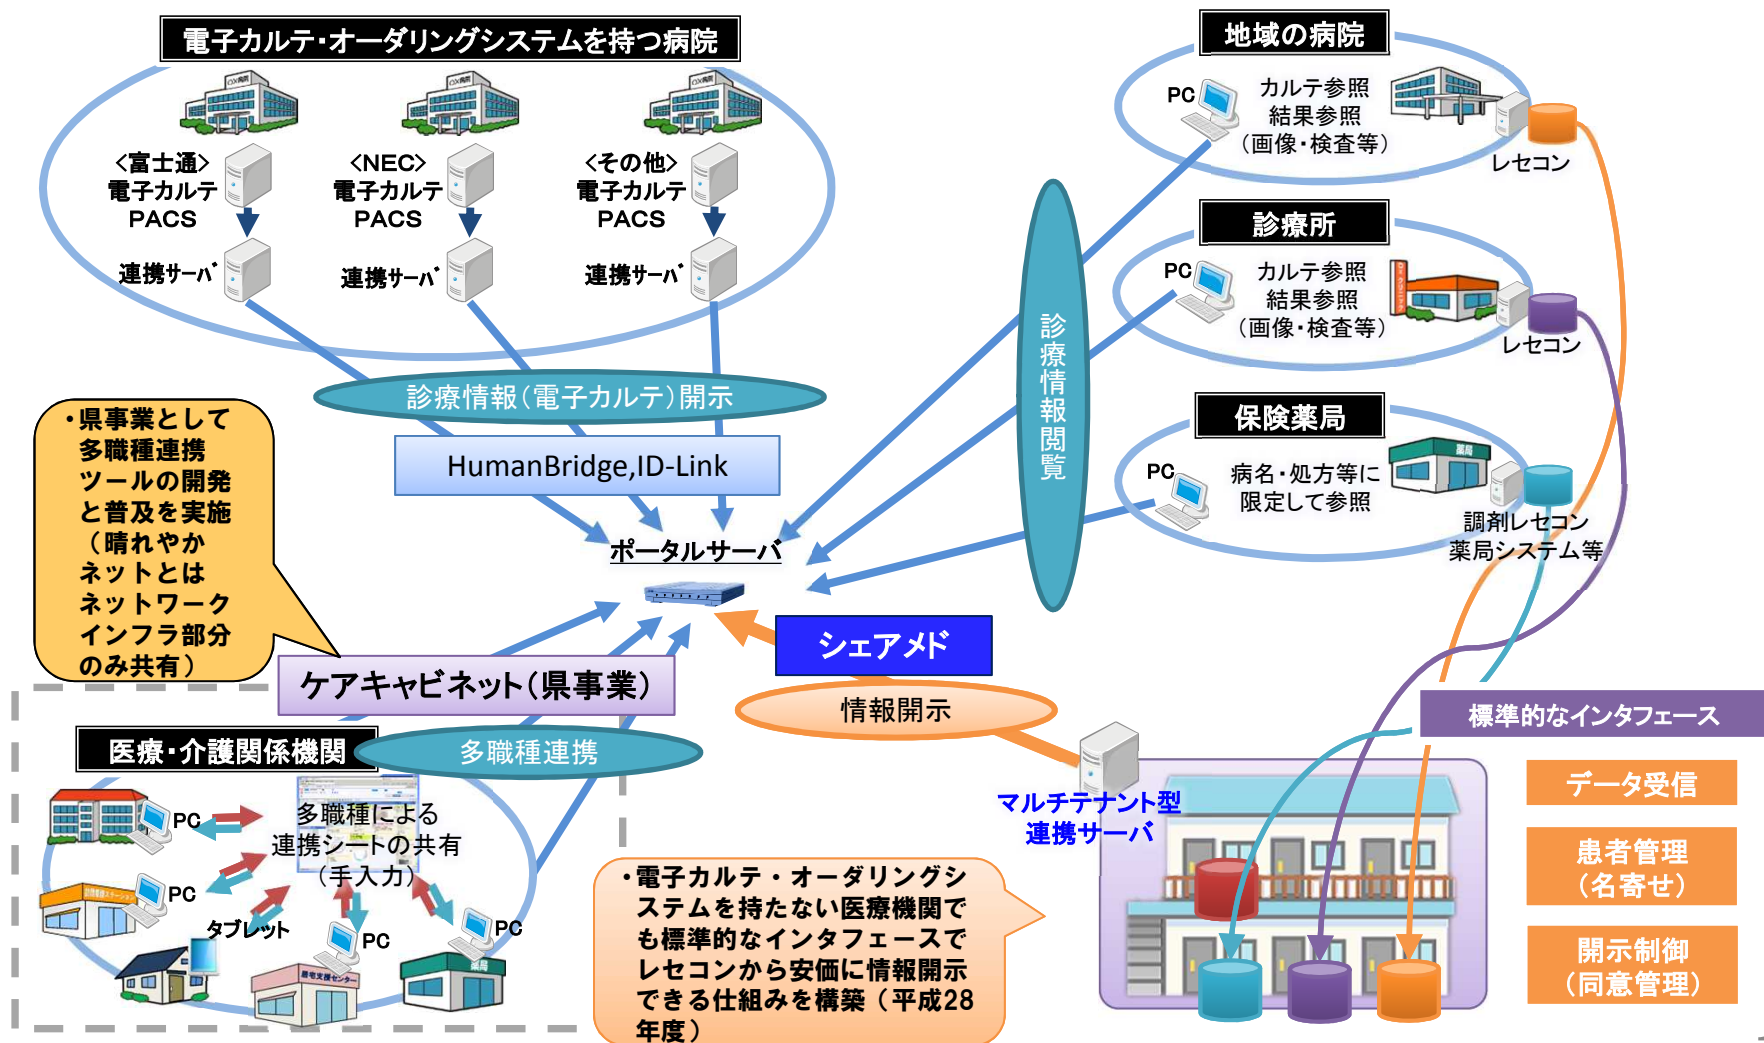 電子カルテ・オーダリングシステムを持つ病院
<富士通>
電子カルテ
PACS
連携サーバ
<NEC>
電子カルテ
PACS
連携サーバ
<その他>
電子カルテ
PACS
連携サーバ
診療情報(電子カルテ)開示
HumanBridge,ID-Link
ポータルサーバ
地域の病院
PC
カルテ参照
結果参照
(画像・検査等)
レセコン
診療所
PC
カルテ参照
結果参照
(画像・検査等)
レセコン
保険薬局
PC
病名・処方等に
限定して参照
薬局
調剤レセコン
薬局システム等
診療情報閲覧
・県事業として
多職種連携
ツールの開発
と普及を実施
(晴れやか
ネットとは
ネットワーク
インフラ部分
のみ共有)
ケアキャビネット(県事業)
シェアメド
情報開示
医療・介護関係機関
多職種連携
PC
多職種による
連携シートの共有
(手入力)
PC
タブレット
PC
PC
居宅支援センター
薬局
マルチテナント型
連携サーバ
・電子カルテ・オーダリングシ
ステムを持たない医療機関で
も標準的なインタフェースで
レセコンから安価に情報開示
できる仕組みを構築(平成28
年度)
標準的なインタフェース
データ受信
患者管理
(名寄せ)
開示制御
(同意管理)